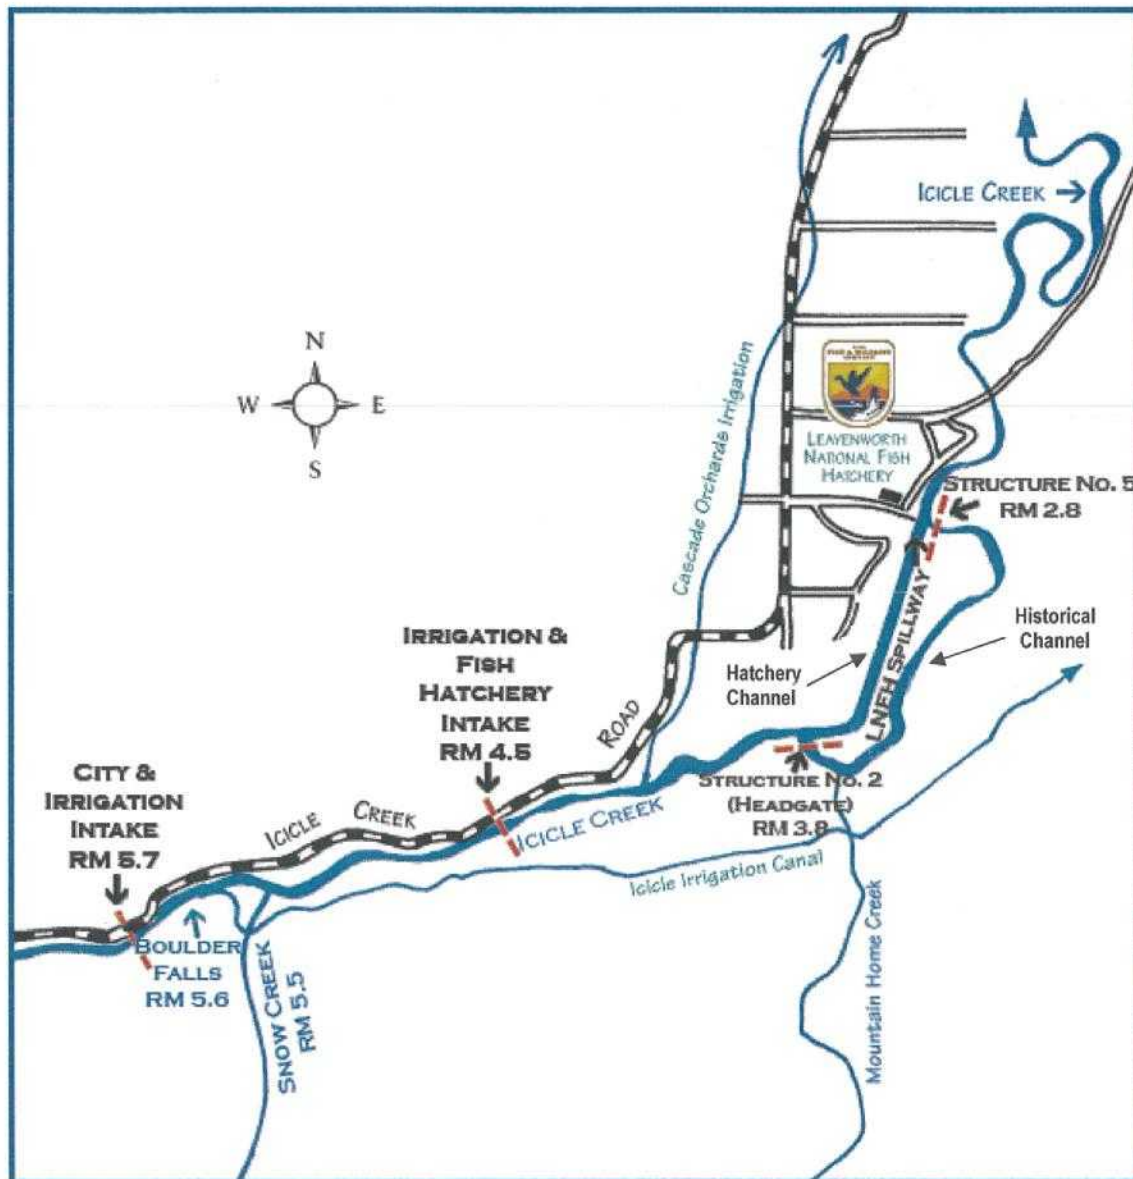 ICICLE CREEK
N
W E
S
Cascade Orchards Irrigation
FISH & WILDLIFE
SERVICE
LEAVENWORTH
NATIONAL FISH
HATCHERY
STRUCTURE NO. 5
RM 2.8
LNFH SPILLWAY
Historical
Channel
Hatchery
Channel
IRRIGATION &
FISH
HATCHERY
INTAKE
RM 4.5
ROAD
CITY &
IRRIGATION
INTAKE
RM 5.7
ICICLE CREEK
ICICLE CREEK
STRUCTURE NO. 2
(HEADGATE)
RM 3.8
Icicle Irrigation Canal
BOULDER
FALLS
RM 5.6
SNOW CREEK
RM 5.5
Mountain Home Creek